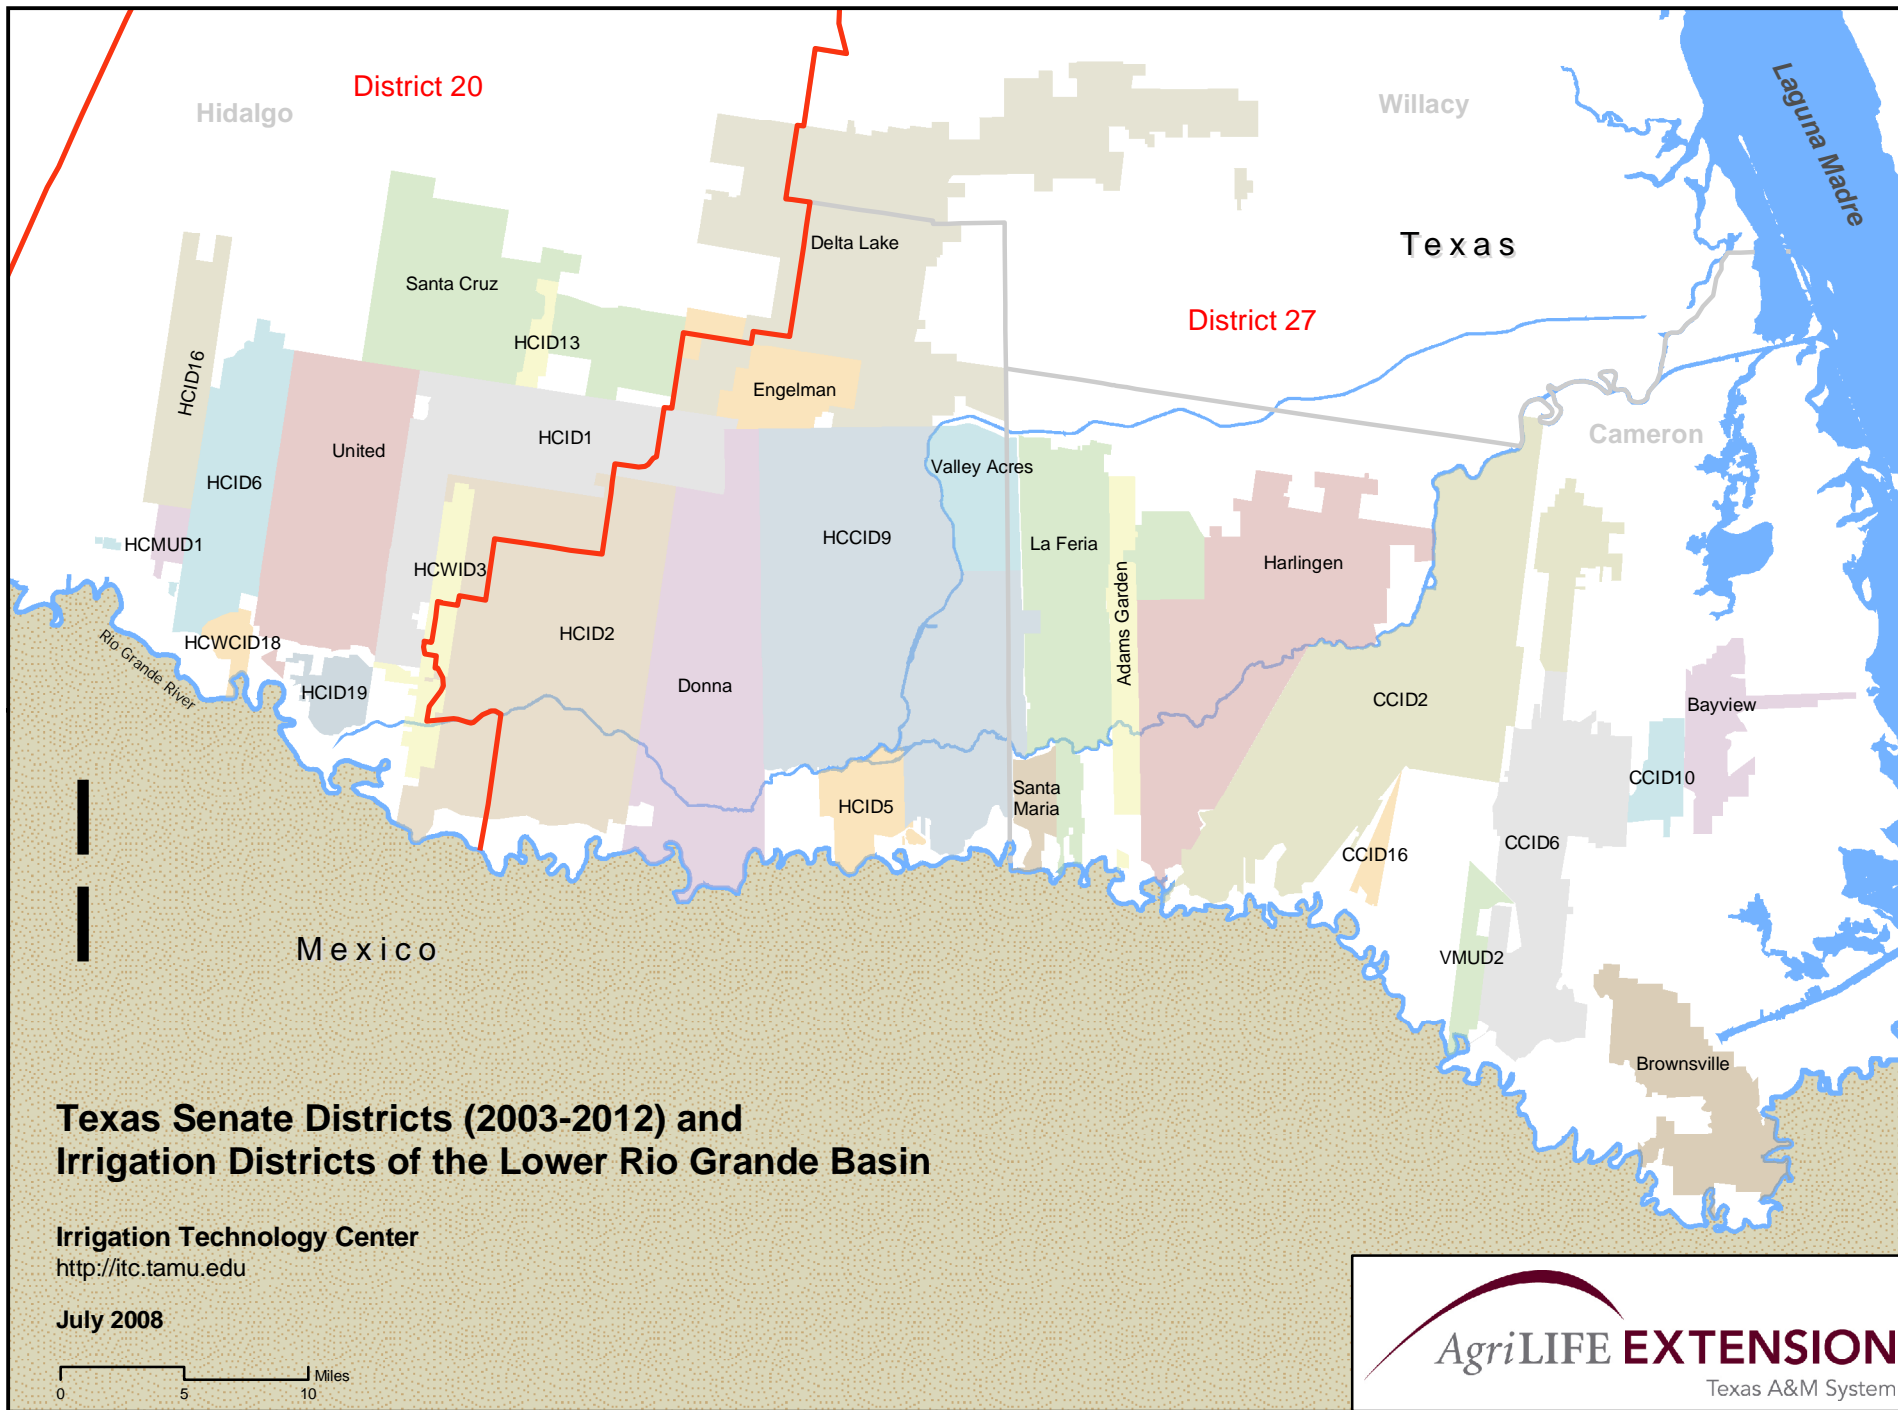 District 20
Hidalgo
Willacy
Laguna Madre
Delta Lake
Texas
Santa Cruz
District 27
HCID13
HCID16
Engelman
HCID1
United
Cameron
Valley Acres
HCID6
HCMUD1
HCCID9
La Feria
Harlingen
HCWID3
Adams Garden
HCID2
HCWCID18
Rio Grande River
HCID19
Donna
CCID2
Bayview
CCID10
Santa
Maria
HCID5
CCID6
CCID16
Mexico
VMUD2
Brownsville
Texas Senate Districts (2003-2012) and
Irrigation Districts of the Lower Rio Grande Basin
Irrigation Technology Center
http://itc.tamu.edu
July 2008
Miles
0 5 10
AgriLIFE EXTENSION
Texas A&M System